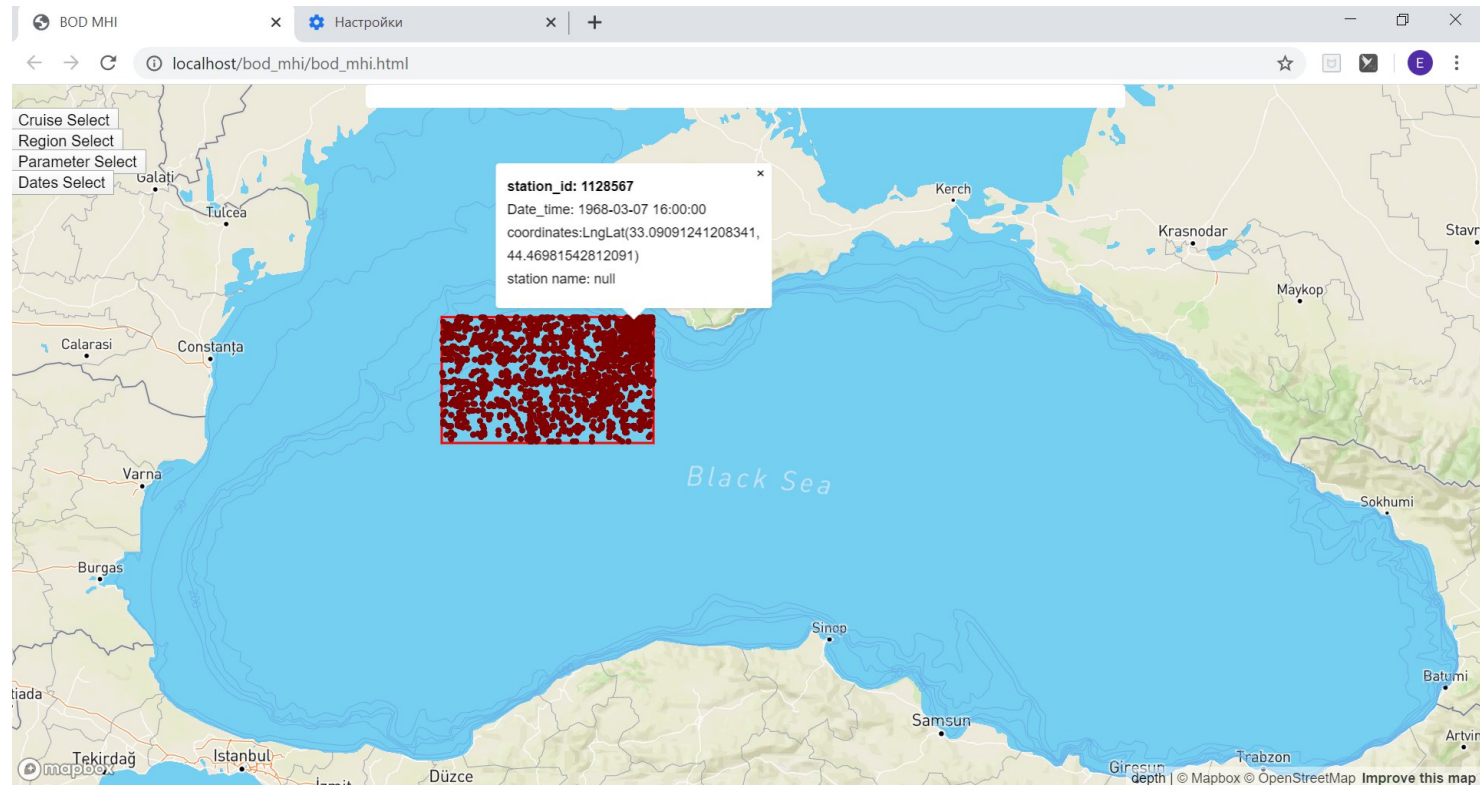 BOD MHI
Настройки
localhost/bod_mhi/bod_mhi.html
E
Cruise Select
Region Select
Parameter Select
Dates Select
Galați
Tulcea
station_id: 1128567
Date_time: 1968-03-07 16:00:00
coordinates:LngLat(33.09091241208341,
44.46981542812091)
station name: null
Kerch
Krasnodar
Stavr
Maykop
Calarasi
Constanța
Varna
Black Sea
Sokhumi
Burgas
Sinop
Batumi
tiada
Samsun
Artvin
Tekirdağ
Istanbul
Trabzon
Giresun
mapbox
İzmit
Düzce
depth | © Mapbox © OpenStreetMap Improve this map